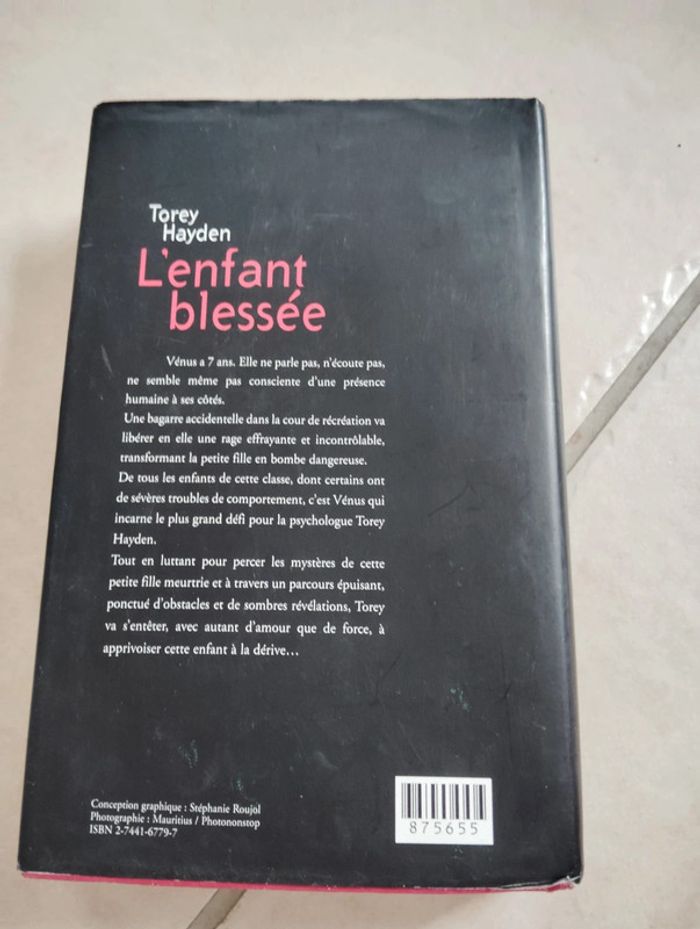 Torey
Hayden
L'enfant
blessée
Vénus a 7 ans. Elle ne parle pas, n'écoute pas,
ne semble même pas consciente d'une présence
humaine à ses côtés.
Une bagarre accidentelle dans la cour de récréation va
libérer en elle une rage effrayante et incontrôlable,
transformant la petite fille en bombe dangereuse.
De tous les enfants de cette classe, dont certains ont
de sévères troubles de comportement, c'est Vénus qui
incarne le plus grand défi pour la psychologue Torey
Hayden.
Tout en luttant pour percer les mystères de cette
petite fille meurtrie et à travers un parcours épuisant,
ponctué d'obstacles et de sombres révélations, Torey
va s'entêter, avec autant d'amour que de force, à
apprivoiser cette enfant à la dérive…
Conception graphique : Stéphanie Roujol
Photographie : Mauritius / Photononstop
ISBN 2-7441-6779-7
875655